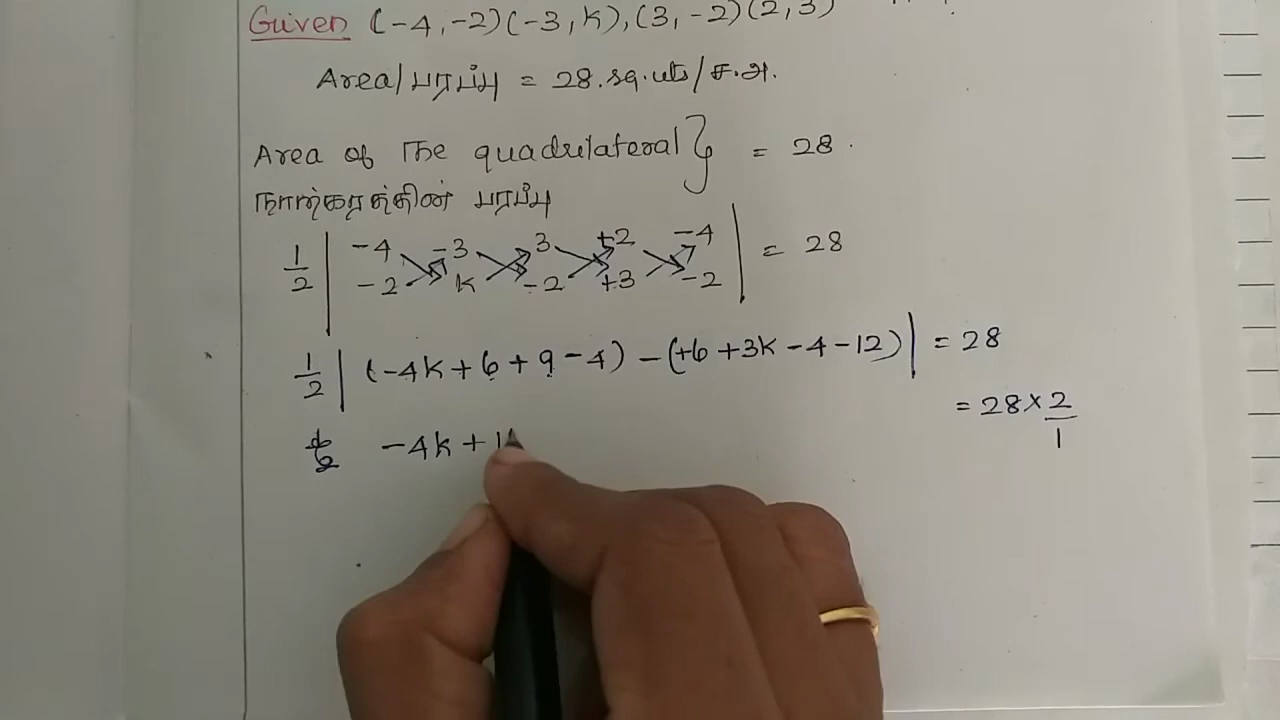 Given (-4, -2)(-3, k), (3, -2)(2, 3)
Area/பரப்பு = 28.sq.uts/ச.அ.
Area of The quadrilateral } = 28.
நாற்கரத்தின் பரப்பு
1/2 | -4 -3 3 +2 -4 | = 28
-2 k -2 +3 -2
1/2 | (-4k + 6 + 9 - 4) - (+6 + 3k - 4 - 12) | = 28
= 28 × 2/1
-4k + 11